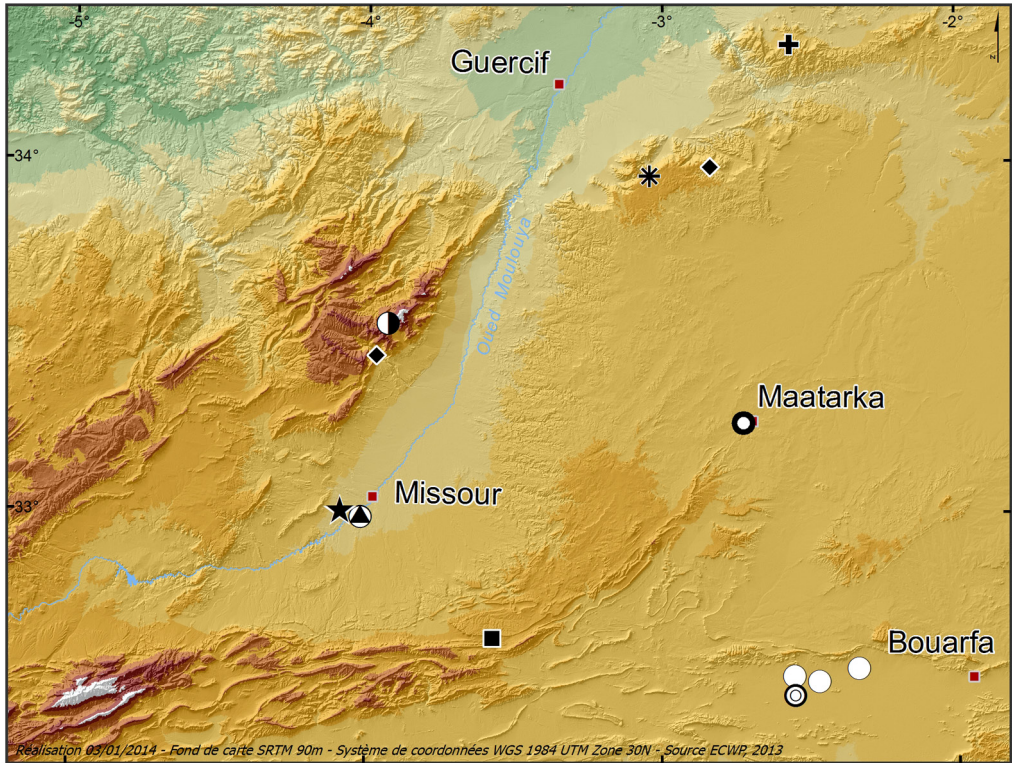 -5° -4° -3° -2°
N
Guercif
34°
Oued Moulouya
Maatarka
Missour
33°
Bouarfa
Réalisation 03/01/2014 - Fond de carte SRTM 90m - Système de coordonnées WGS 1984 UTM Zone 30N - Source ECWP, 2013